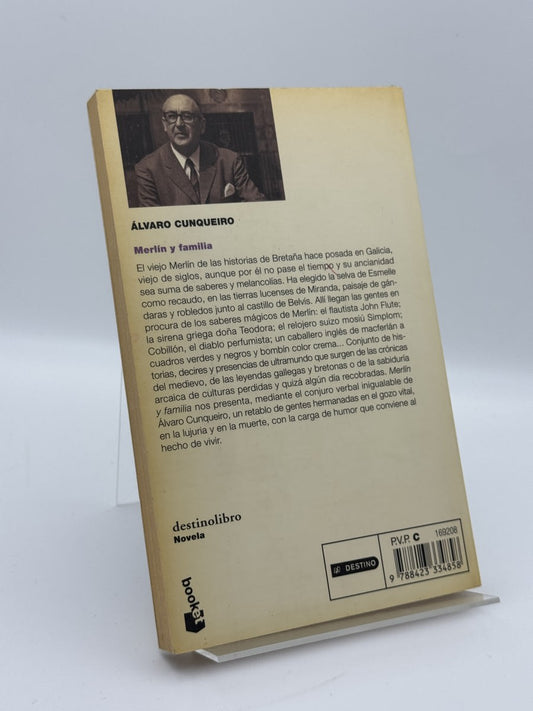 ÁLVARO CUNQUEIRO
Merlín y familia
El viejo Merlín de las historias de Bretaña hace posada en Galicia,
viejo de siglos, aunque por él no pase el tiempo y su ancianidad
sea suma de saberes y melancolías. Ha elegido la selva de Esmelle
como recaudo, en las tierras lucenses de Miranda, paisaje de gán-
daras y robledos junto al castillo de Belvís. Allí llegan las gentes en
procura de los saberes mágicos de Merlín: el flautista John Flute;
la sirena griega doña Teodora; el relojero suizo mosiú Simplom;
Cobillón, el diablo perfumista; un caballero inglés de macferlán a
cuadros verdes y negros y bombín color crema... Conjunto de his-
torias, decires y presencias de ultramundo que surgen de las crónicas
del medievo, de las leyendas gallegas y bretonas o de la sabiduría
arcaica de culturas perdidas y quizá algún día recobradas. Merlín
y familia nos presenta, mediante el conjuro verbal inigualable de
Álvaro Cunqueiro, un retablo de gentes hermanadas en el gozo vital,
en la lujuria y en la muerte, con la carga de humor que conviene al
hecho de vivir.
destinolibro
Novela
booket
DESTINO
P.V.P. C
169208
9 788423 334858